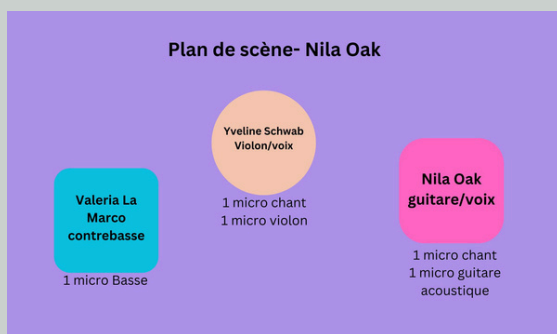 Plan de scène- Nila Oak
Yveline Schwab
Violon/voix
1 micro chant
1 micro violon
Valeria La
Marco
contrebasse
1 micro Basse
Nila Oak
guitare/voix
1 micro chant
1 micro guitare
acoustique